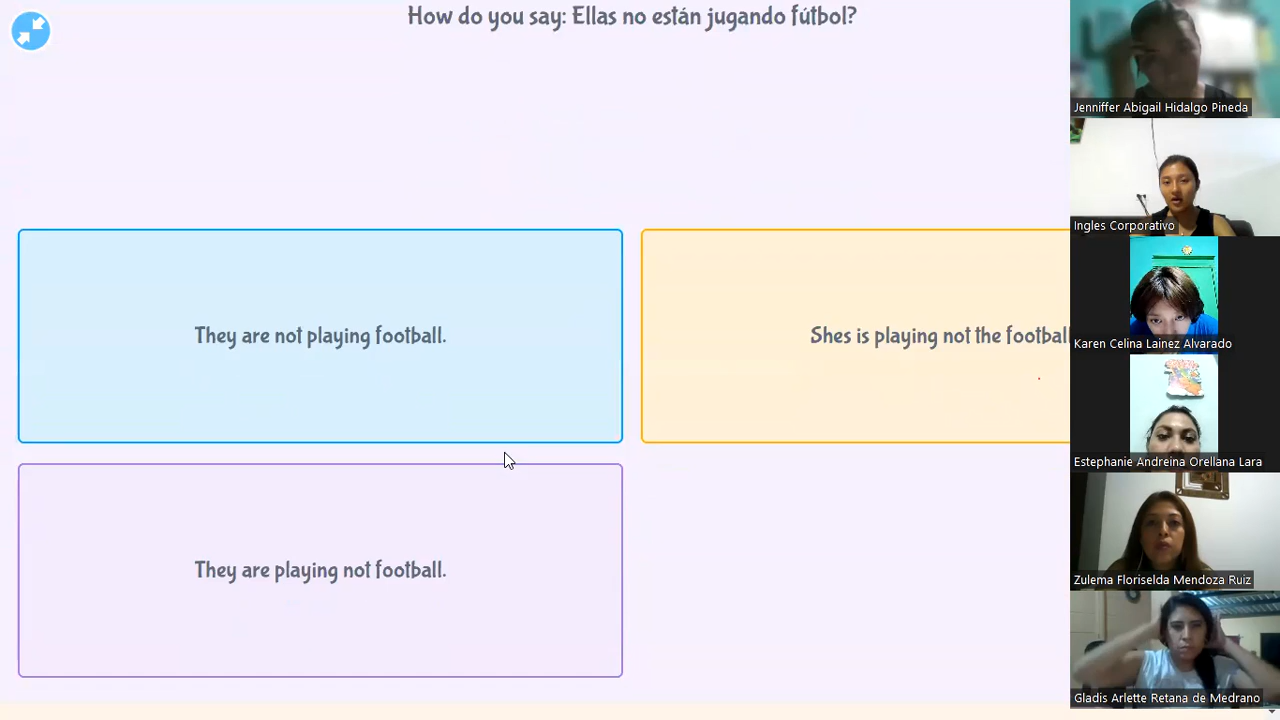 How do you say: Ellas no están jugando fútbol?
They are not playing football.
Shes is playing not the football
They are playing not football.
Jenniffer Abigail Hidalgo Pineda
Ingles Corporativo
Karen Celina Lainez Alvarado
Estephanie Andreina Orellana Lara
Zulema Floriselda Mendoza Ruiz
Gladis Arlette Retana de Medrano